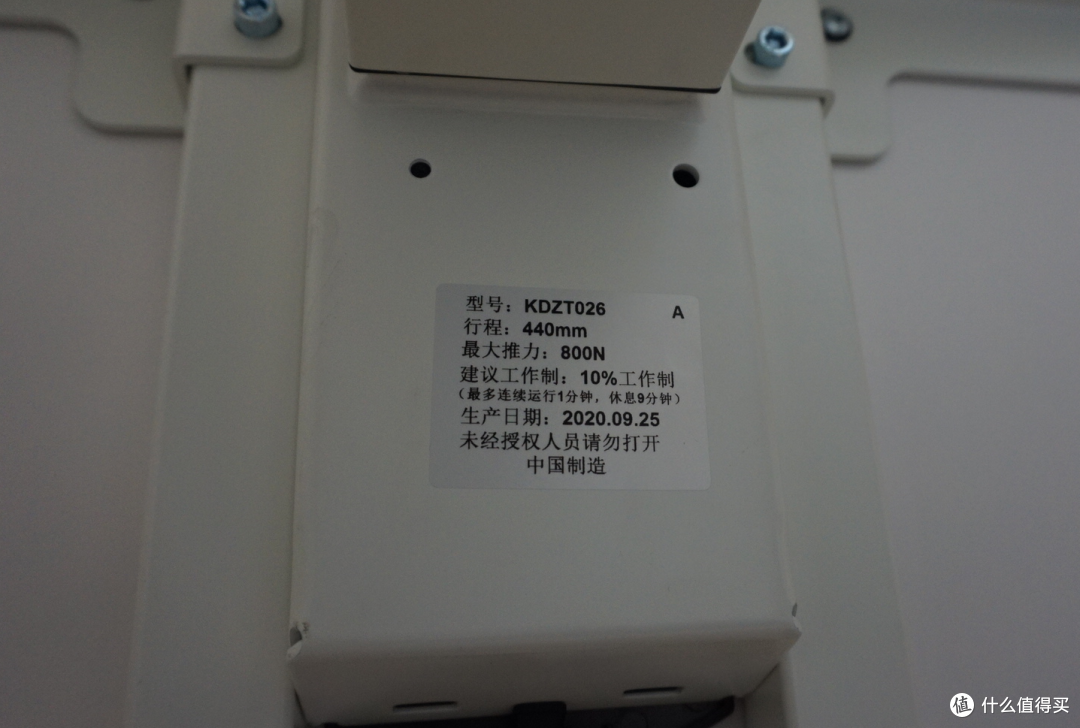 型号：KDZT026 A
行程：440mm
最大推力：800N
建议工作制：10%工作制
（最多连续运行1分钟，休息9分钟）
生产日期：2020.09.25
未经授权人员请勿打开
中国制造
值 什么值得买